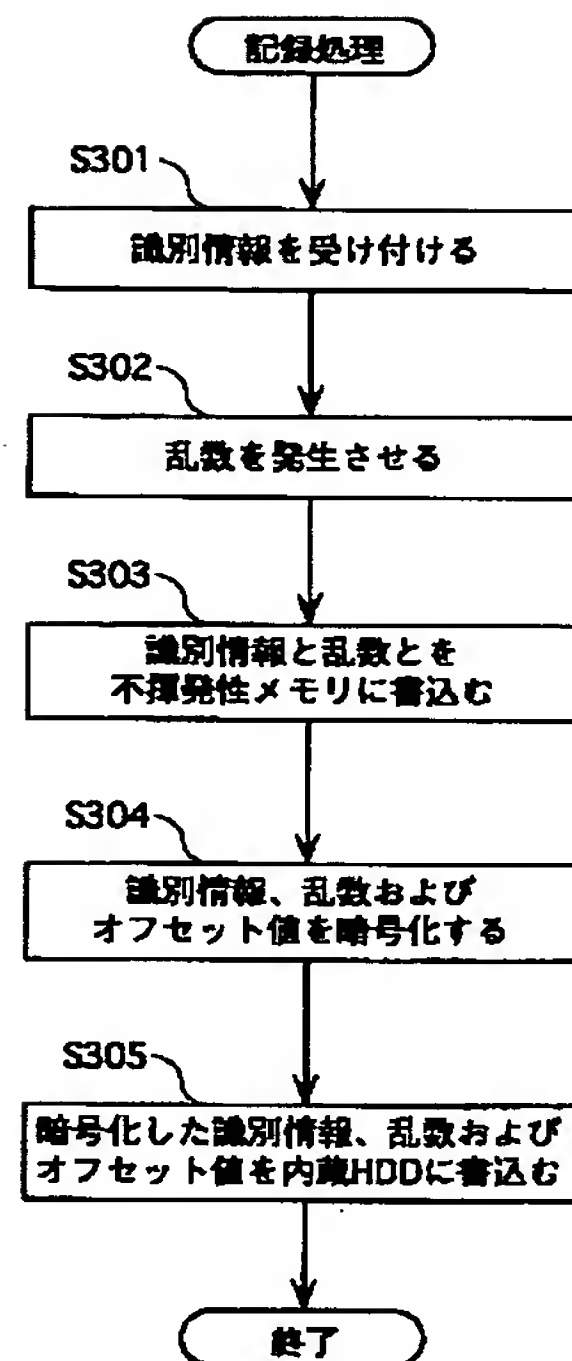 記録処理
S301
識別情報を受け付ける
S302
乱数を発生させる
S303
識別情報と乱数とを
不揮発性メモリに書込む
S304
識別情報、乱数および
オフセット値を暗号化する
S305
暗号化した識別情報、乱数および
オフセット値を内蔵HDDに書込む
終了